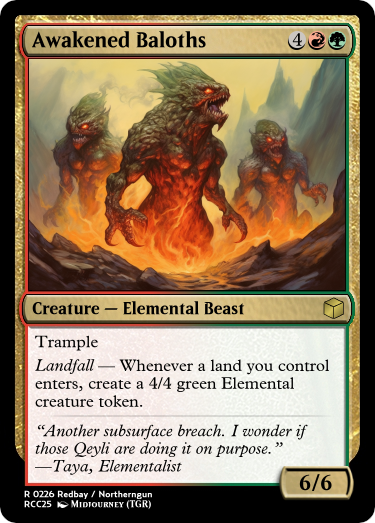 Awakened Baloths 4
Creature — Elemental Beast
Trample
Landfall — Whenever a land you control
enters, create a 4/4 green Elemental
creature token.
“Another subsurface breach. I wonder if
those Qeyli are doing it on purpose.”
—Taya, Elementalist
6/6
R 0226 Redbay / Northerngun
RCC25 Midjourney (TGR)